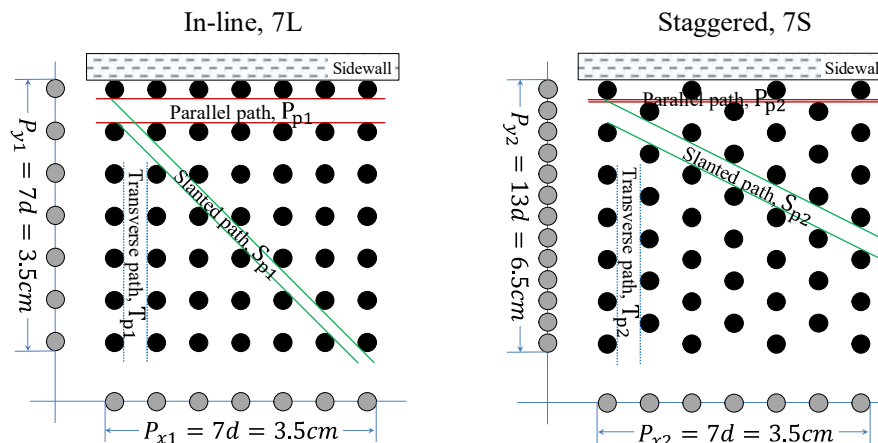 In-line, 7L
Sidewall
Parallel path, Pp1
Slanted path, Sp1
Transverse path, Tp1
Py1 = 7d = 3.5cm
Px1 = 7d = 3.5cm
Staggered, 7S
Sidewall
Parallel path, Pp2
Slanted path, Sp2
Transverse path, Tp2
Py2 = 13d = 6.5cm
Px2 = 7d = 3.5cm